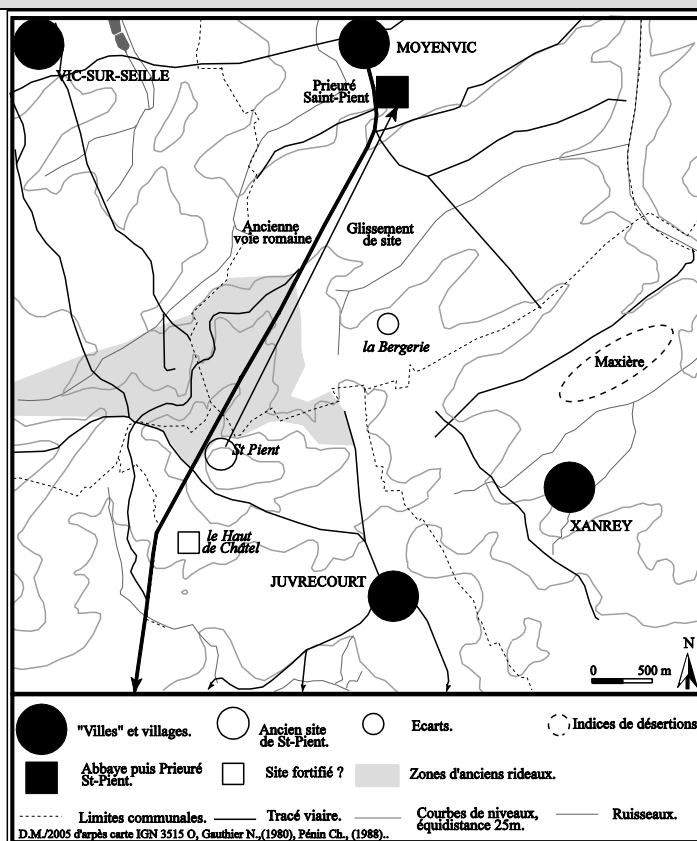 MOYENVIC
VIC-SUR-SEILLE
Prieuré
Saint-Pient
Ancienne
voie romaine
Glissement
de site
la Bergerie
Maxière
St Pient
XANREY
le Haut
de Châtel
JUVRECOURT
N
0 500 m
"Villes" et villages.
Ancien site
de St-Pient.
Ecarts.
Indices de désertions
Abbaye puis Prieuré
St-Pient.
Site fortifié ?
Zones d'anciens rideaux.
Limites communales.
Tracé viaire.
Courbes de niveaux,
équidistance 25m.
Ruisseaux.
D.M./2005 d'arpès carte IGN 3515 O, Gauthier N.,(1980), Pénin Ch., (1988)..